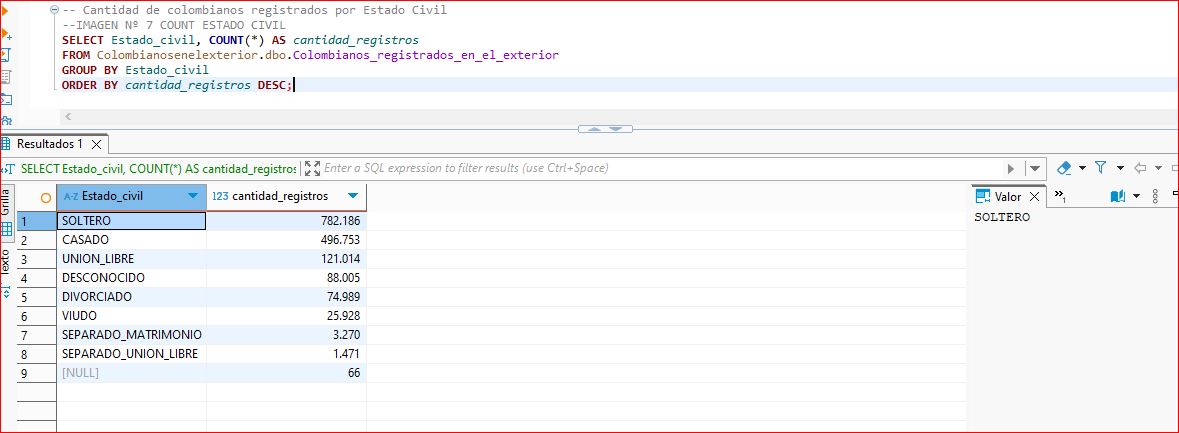 -- Cantidad de colombianos registrados por Estado Civil
--IMAGEN Nº 7 COUNT ESTADO CIVIL
SELECT Estado_civil, COUNT(*) AS cantidad_registros
FROM Colombianosenelexterior.dbo.Colombianos_registrados_en_el_exterior
GROUP BY Estado_civil
ORDER BY cantidad_registros DESC;
Resultados 1
SELECT Estado_civil, COUNT(*) AS cantidad_registros
Enter a SQL expression to filter results (use Ctrl+Space)
Grilla
Texto
A-Z Estado_civil 123 cantidad_registros
1 SOLTERO 782.186
2 CASADO 496.753
3 UNION_LIBRE 121.014
4 DESCONOCIDO 88.005
5 DIVORCIADO 74.989
6 VIUDO 25.928
7 SEPARADO_MATRIMONIO 3.270
8 SEPARADO_UNION_LIBRE 1.471
9 [NULL] 66
Valor
»1
SOLTERO